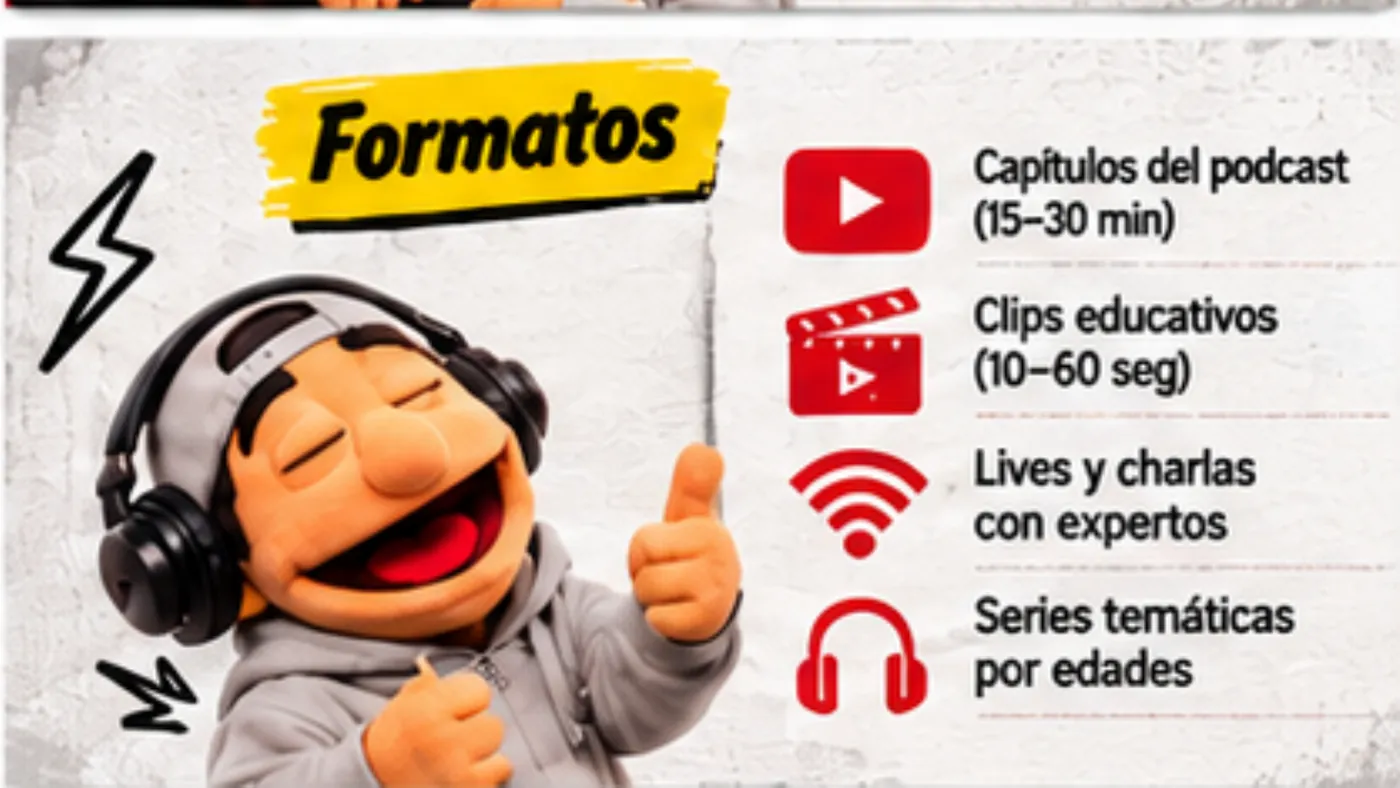 Formatos
Capítulos del podcast
(15–30 min)
Clips educativos
(10–60 seg)
Lives y charlas
con expertos
Series temáticas
por edades